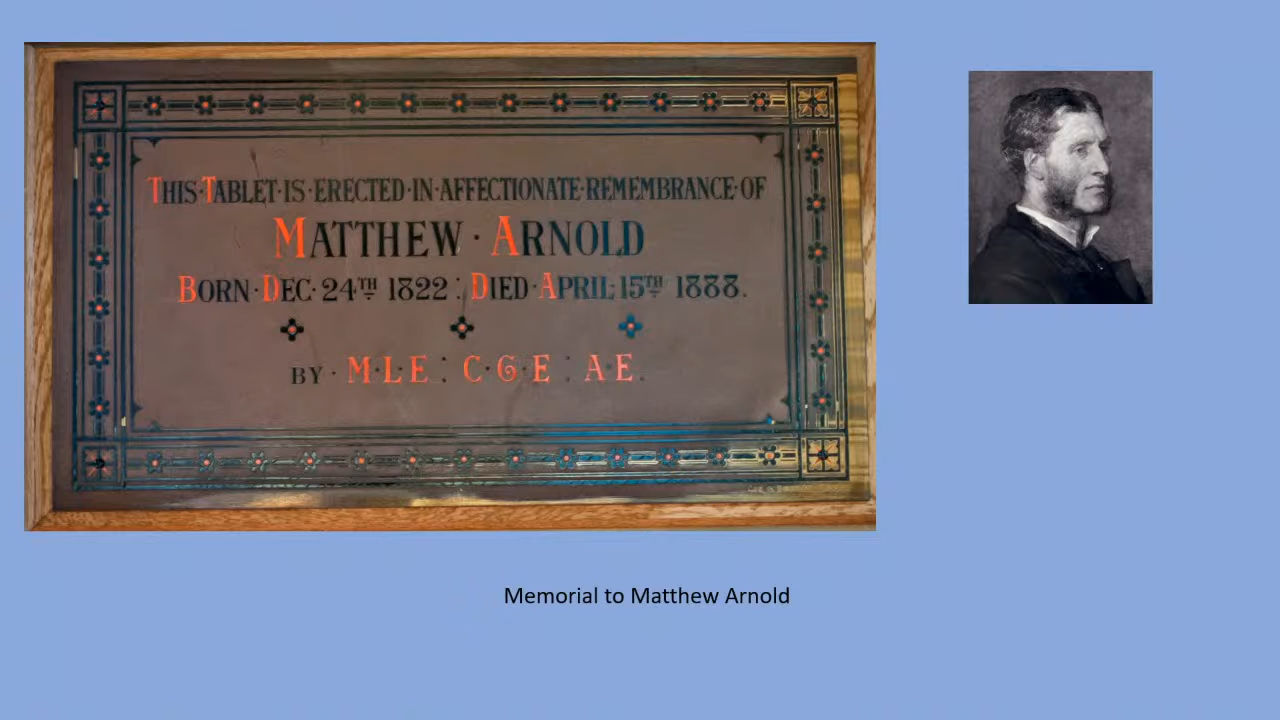 THIS·TABLET·IS·ERECTED·IN·AFFECTIONATE·REMEMBRANCE·OF
MATTHEW · ARNOLD
BORN·DEC·24TH 1822 : DIED·APRIL·15TH 1888.
BY · M·L·E : C·G·E : A·E.
Memorial to Matthew Arnold